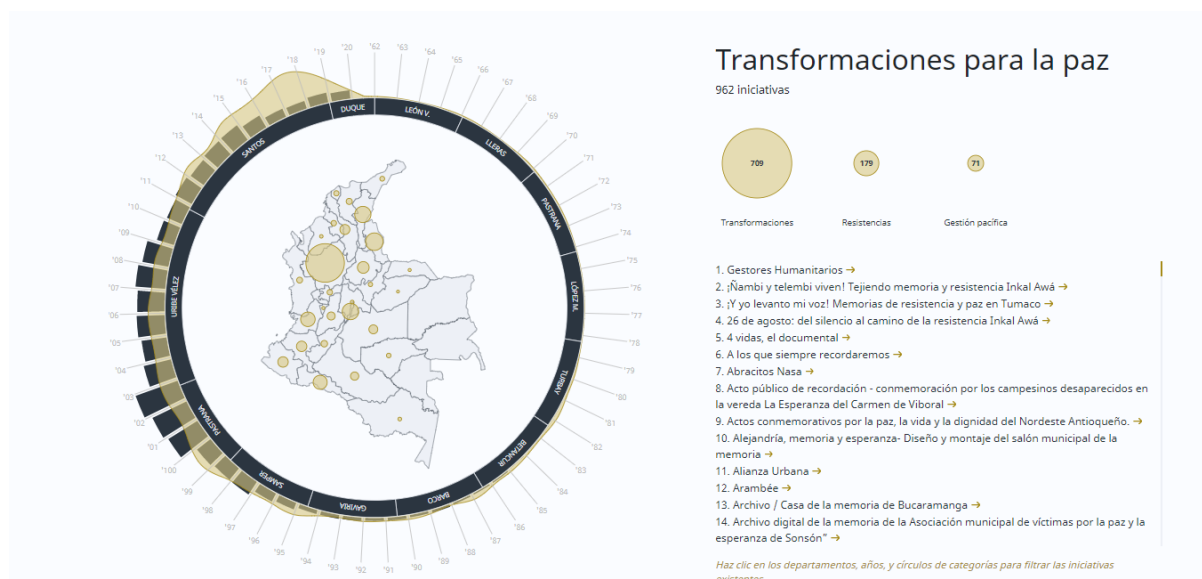 Transformaciones para la paz
962 iniciativas
709
179
71
Transformaciones
Resistencias
Gestión pacífica
1. Gestores Humanitarios →
2. ¡Ñambi y telembi viven! Tejiendo memoria y resistencia Inkal Awá →
3. ¡Y yo levanto mi voz! Memorias de resistencia y paz en Tumaco →
4. 26 de agosto: del silencio al camino de la resistencia Inkal Awá →
5. 4 vidas, el documental →
6. A los que siempre recordaremos →
7. Abracitos Nasa →
8. Acto público de recordación - conmemoración por los campesinos desaparecidos en
la vereda La Esperanza del Carmen de Viboral →
9. Actos conmemorativos por la paz, la vida y la dignidad del Nordeste Antioqueño. →
10. Alejandría, memoria y esperanza- Diseño y montaje del salón municipal de la
memoria →
11. Alianza Urbana →
12. Arambée →
13. Archivo / Casa de la memoria de Bucaramanga →
14. Archivo digital de la memoria de la Asociación municipal de víctimas por la paz y la
esperanza de Sonsón" →
Haz clic en los departamentos, años, y círculos de categorías para filtrar las iniciativas
existentes
'62
'63
'64
'65
'66
'67
'68
'69
'70
'71
'72
'73
'74
'75
'76
'77
'78
'79
'80
'81
'82
'83
'84
'85
'86
'87
'88
'89
'90
'91
'92
'93
'94
'95
'96
'97
'98
'99
'100
'01
'02
'03
'04
'05
'06
'07
'08
'09
'10
'11
'12
'13
'14
'15
'16
'17
'18
'19
'20
LEÓN V.
LLERAS
PASTRANA
LÓPEZ M.
TURBAY
BETANCUR
BARCO
GAVIRIA
SAMPER
PASTRANA
URIBE VÉLEZ
SANTOS
DUQUE